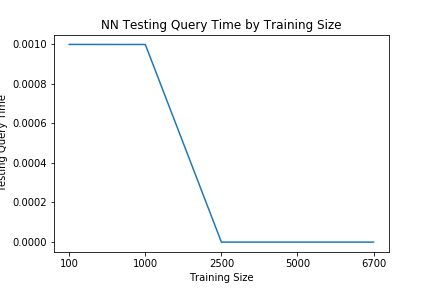 NN Testing Query Time by Training Size
Testing Query Time
0.0010
0.0008
0.0006
0.0004
0.0002
0.0000
100 1000 2500 5000 6700
Training Size